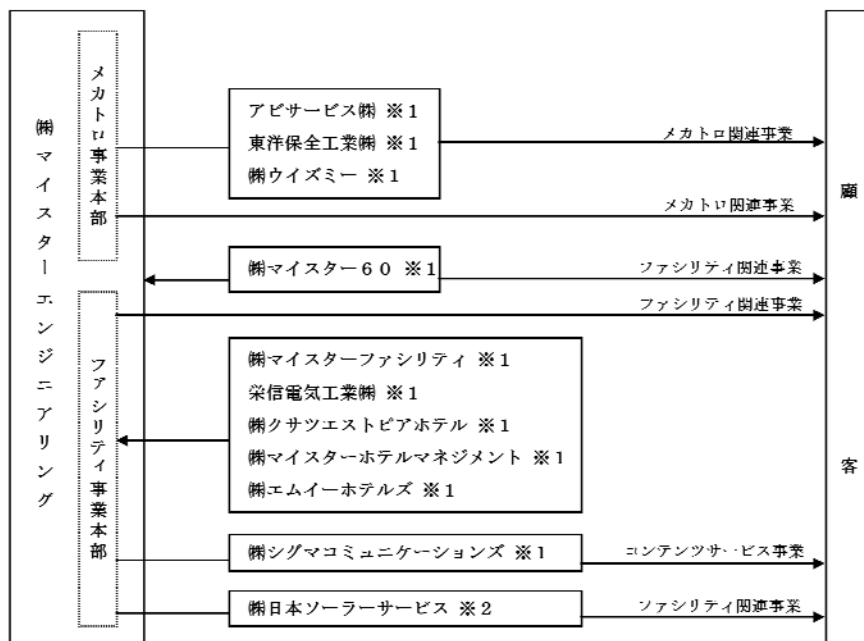 ㈱マイスターエンジニアリング
メカトロ事業本部
アビサービス㈱ ※1
東洋保全工業㈱ ※1
㈱ウイズミー ※1
メカトロ関連事業
メカトロ関連事業
㈱マイスター60 ※1
ファシリティ関連事業
ファシリティ関連事業
ファシリティ事業本部
㈱マイスターファシリティ ※1
栄信電気工業㈱ ※1
㈱クサツエストピアホテル ※1
㈱マイスターホテルマネジメント ※1
㈱エムイーホテルズ ※1
㈱シグマコミュニケーションズ ※1
コンテンツサービス事業
㈱日本ソーラーサービス ※2
ファシリティ関連事業
顧客